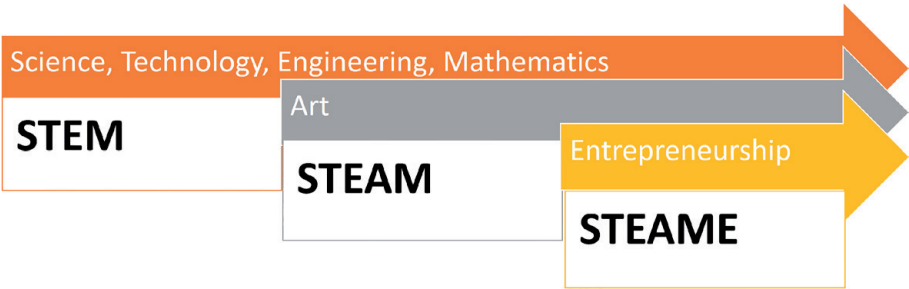 Science, Technology, Engineering, Mathematics
STEM
Art
STEAM
Entrepreneurship
STEAME